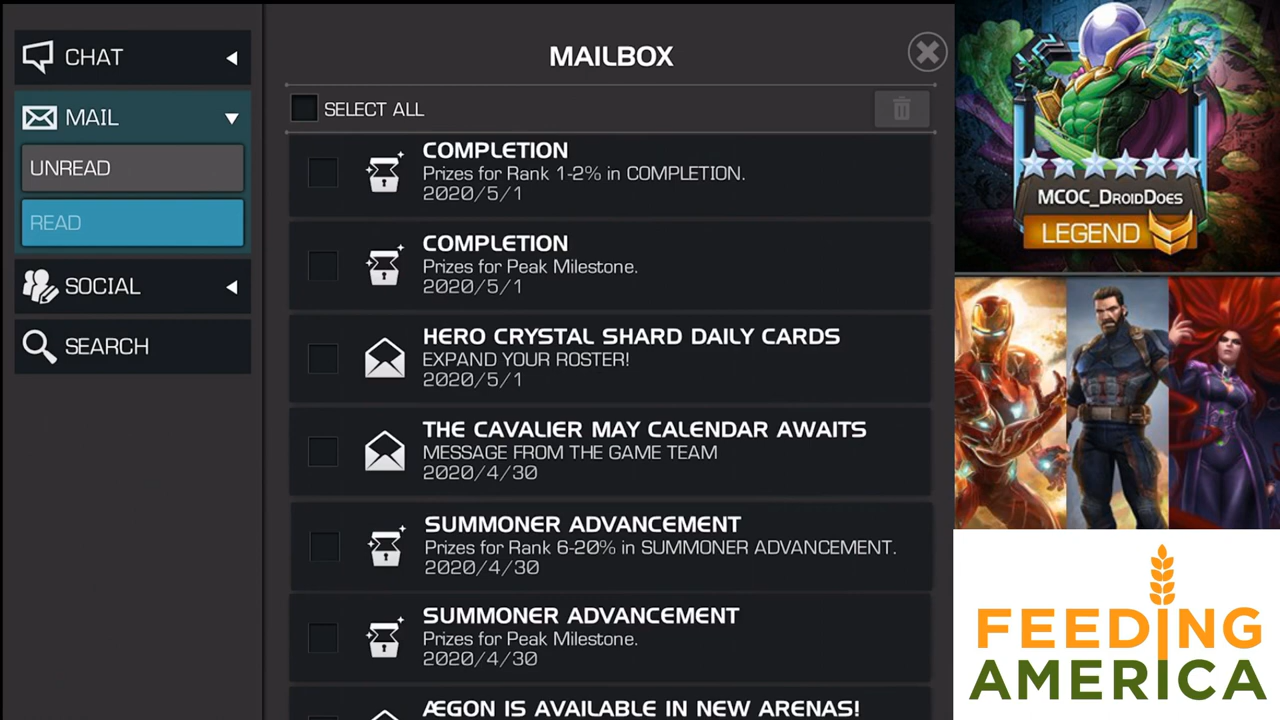 CHAT
MAIL
UNREAD
READ
SOCIAL
SEARCH
MAILBOX
SELECT ALL
COMPLETION
Prizes for Rank 1-2% in COMPLETION.
2020/5/1
COMPLETION
Prizes for Peak Milestone.
2020/5/1
HERO CRYSTAL SHARD DAILY CARDS
EXPAND YOUR ROSTER!
2020/5/1
THE CAVALIER MAY CALENDAR AWAITS
MESSAGE FROM THE GAME TEAM
2020/4/30
SUMMONER ADVANCEMENT
Prizes for Rank 6-20% in SUMMONER ADVANCEMENT.
2020/4/30
SUMMONER ADVANCEMENT
Prizes for Peak Milestone.
2020/4/30
ÆGON IS AVAILABLE IN NEW ARENAS!
MCOC_DroidDoes
LEGEND
FEEDING
AMERICA